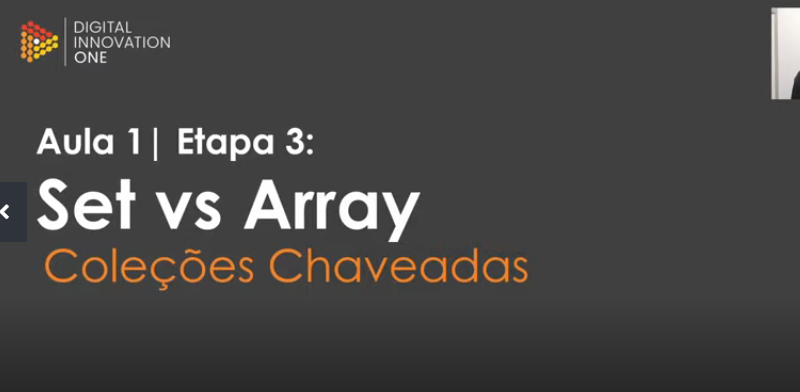 DIGITAL
INNOVATION
ONE
Aula 1| Etapa 3:
Set vs Array
Coleções Chaveadas